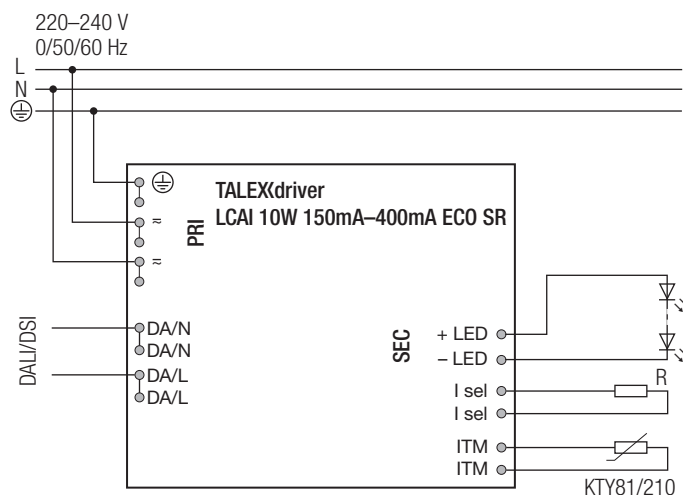 220–240 V
0/50/60 Hz
L
N
TALEXXdriver
LCAI 10W 150mA–400mA ECO SR
PRI
≂
≂
DALI/DSI
DA/N
DA/N
DA/L
DA/L
SEC
+ LED
– LED
I sel
I sel
R
ITM
ITM
KTY81/210